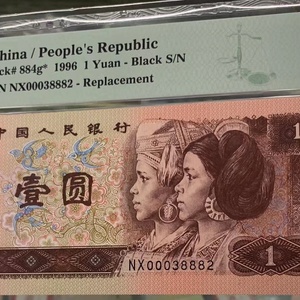 hina / People's Republic
ck# 884g* 1996 1 Yuan - Black S/N
N NX00038882 - Replacement
中国人民银行
壹圆
NX00038882
1